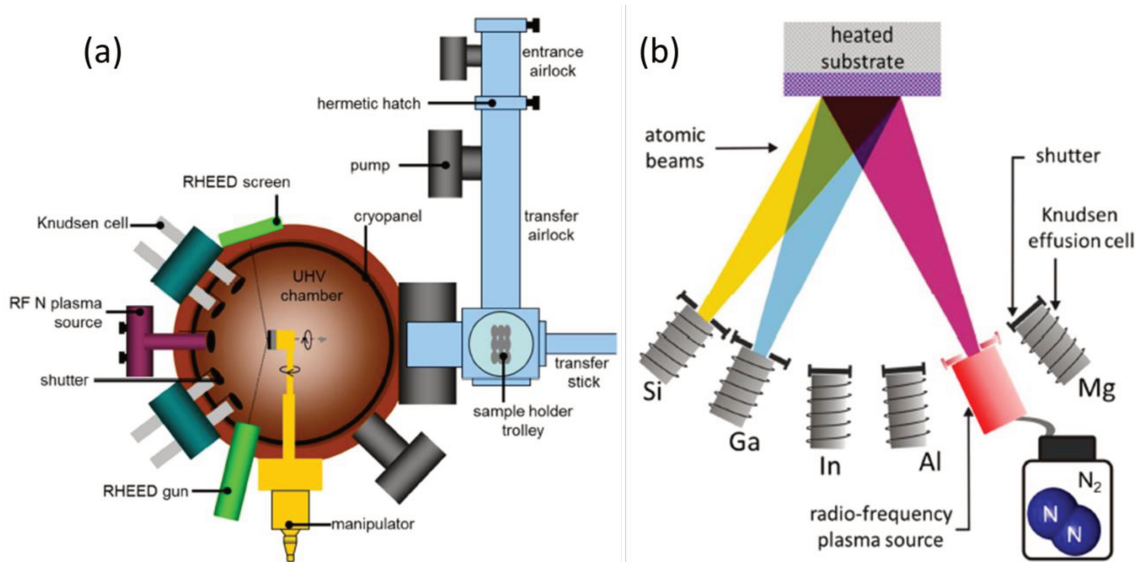 (a)
entrance
airlock
hermetic hatch
pump
RHEED screen
Knudsen cell
cryopanel
transfer
airlock
UHV
chamber
RF N plasma
source
shutter
transfer
stick
sample holder
trolley
RHEED gun
manipulator
(b)
heated
substrate
atomic
beams
shutter
Knudsen
effusion cell
Si
Ga
In
Al
Mg
radio-frequency
plasma source
N₂
N
N